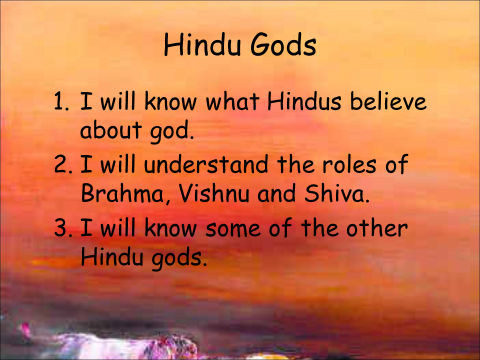 Hindu Gods
1. I will know what Hindus believe
about god.
2. I will understand the roles of
Brahma, Vishnu and Shiva.
3. I will know some of the other
Hindu gods.